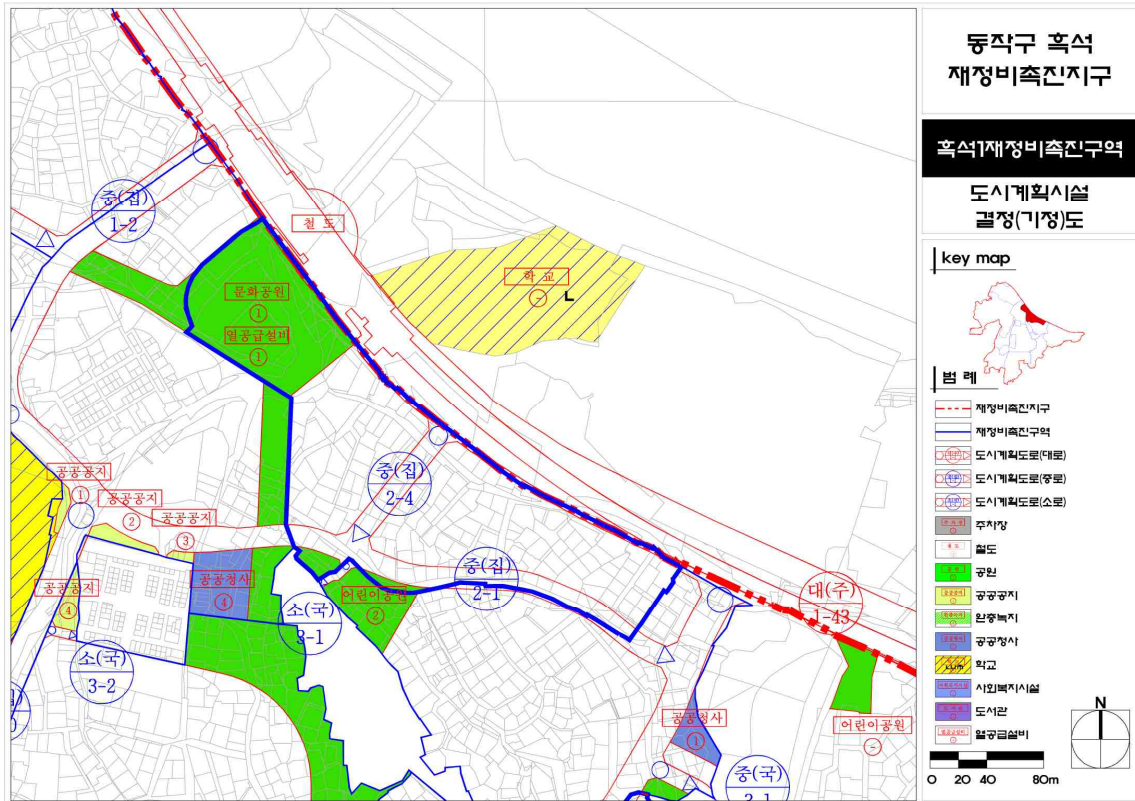 동작구 흑석
재정비촉진지구
흑석1재정비촉진구역
도시계획시설
결정(기정)도
key map
범 례
재정비촉진지구
재정비촉진구역
도시계획도로(대로)
도시계획도로(중로)
도시계획도로(소로)
주차장
철도
공원
공공공지
완충녹지
공공청사
학교
사회복지시설
도서관
열공급설비
N
0 20 40 80m
중(집)
1-2
철 도
문화공원
1
열공급설비
1
학 교
-
ㄴ
중(집)
2-4
공공공지
1
공공공지
2
공공공지
3
공공공지
4
공공청사
4
소(국)
3-1
소(국)
3-2
어린이공원
2
중(집)
2-1
대(주)
1-43
공공청사
1
어린이공원
-
중(국)